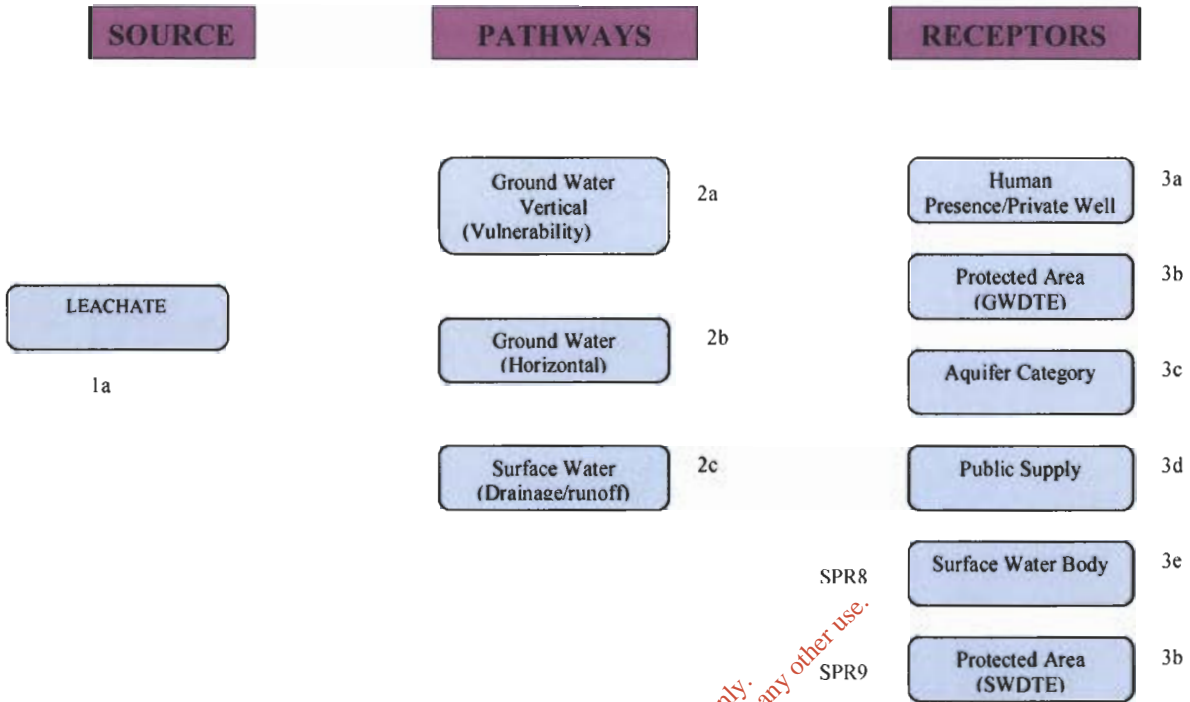 SOURCE
PATHWAYS
RECEPTORS
LEACHATE
1a
Ground Water
Vertical
(Vulnerability)
2a
Ground Water
(Horizontal)
2b
Surface Water
(Drainage/runoff)
2c
Human
Presence/Private Well
3a
Protected Area
(GWDTE)
3b
Aquifer Category
3c
Public Supply
3d
SPR8
Surface Water Body
3e
SPR9
Protected Area
(SWDTE)
3b
only.
any other use.